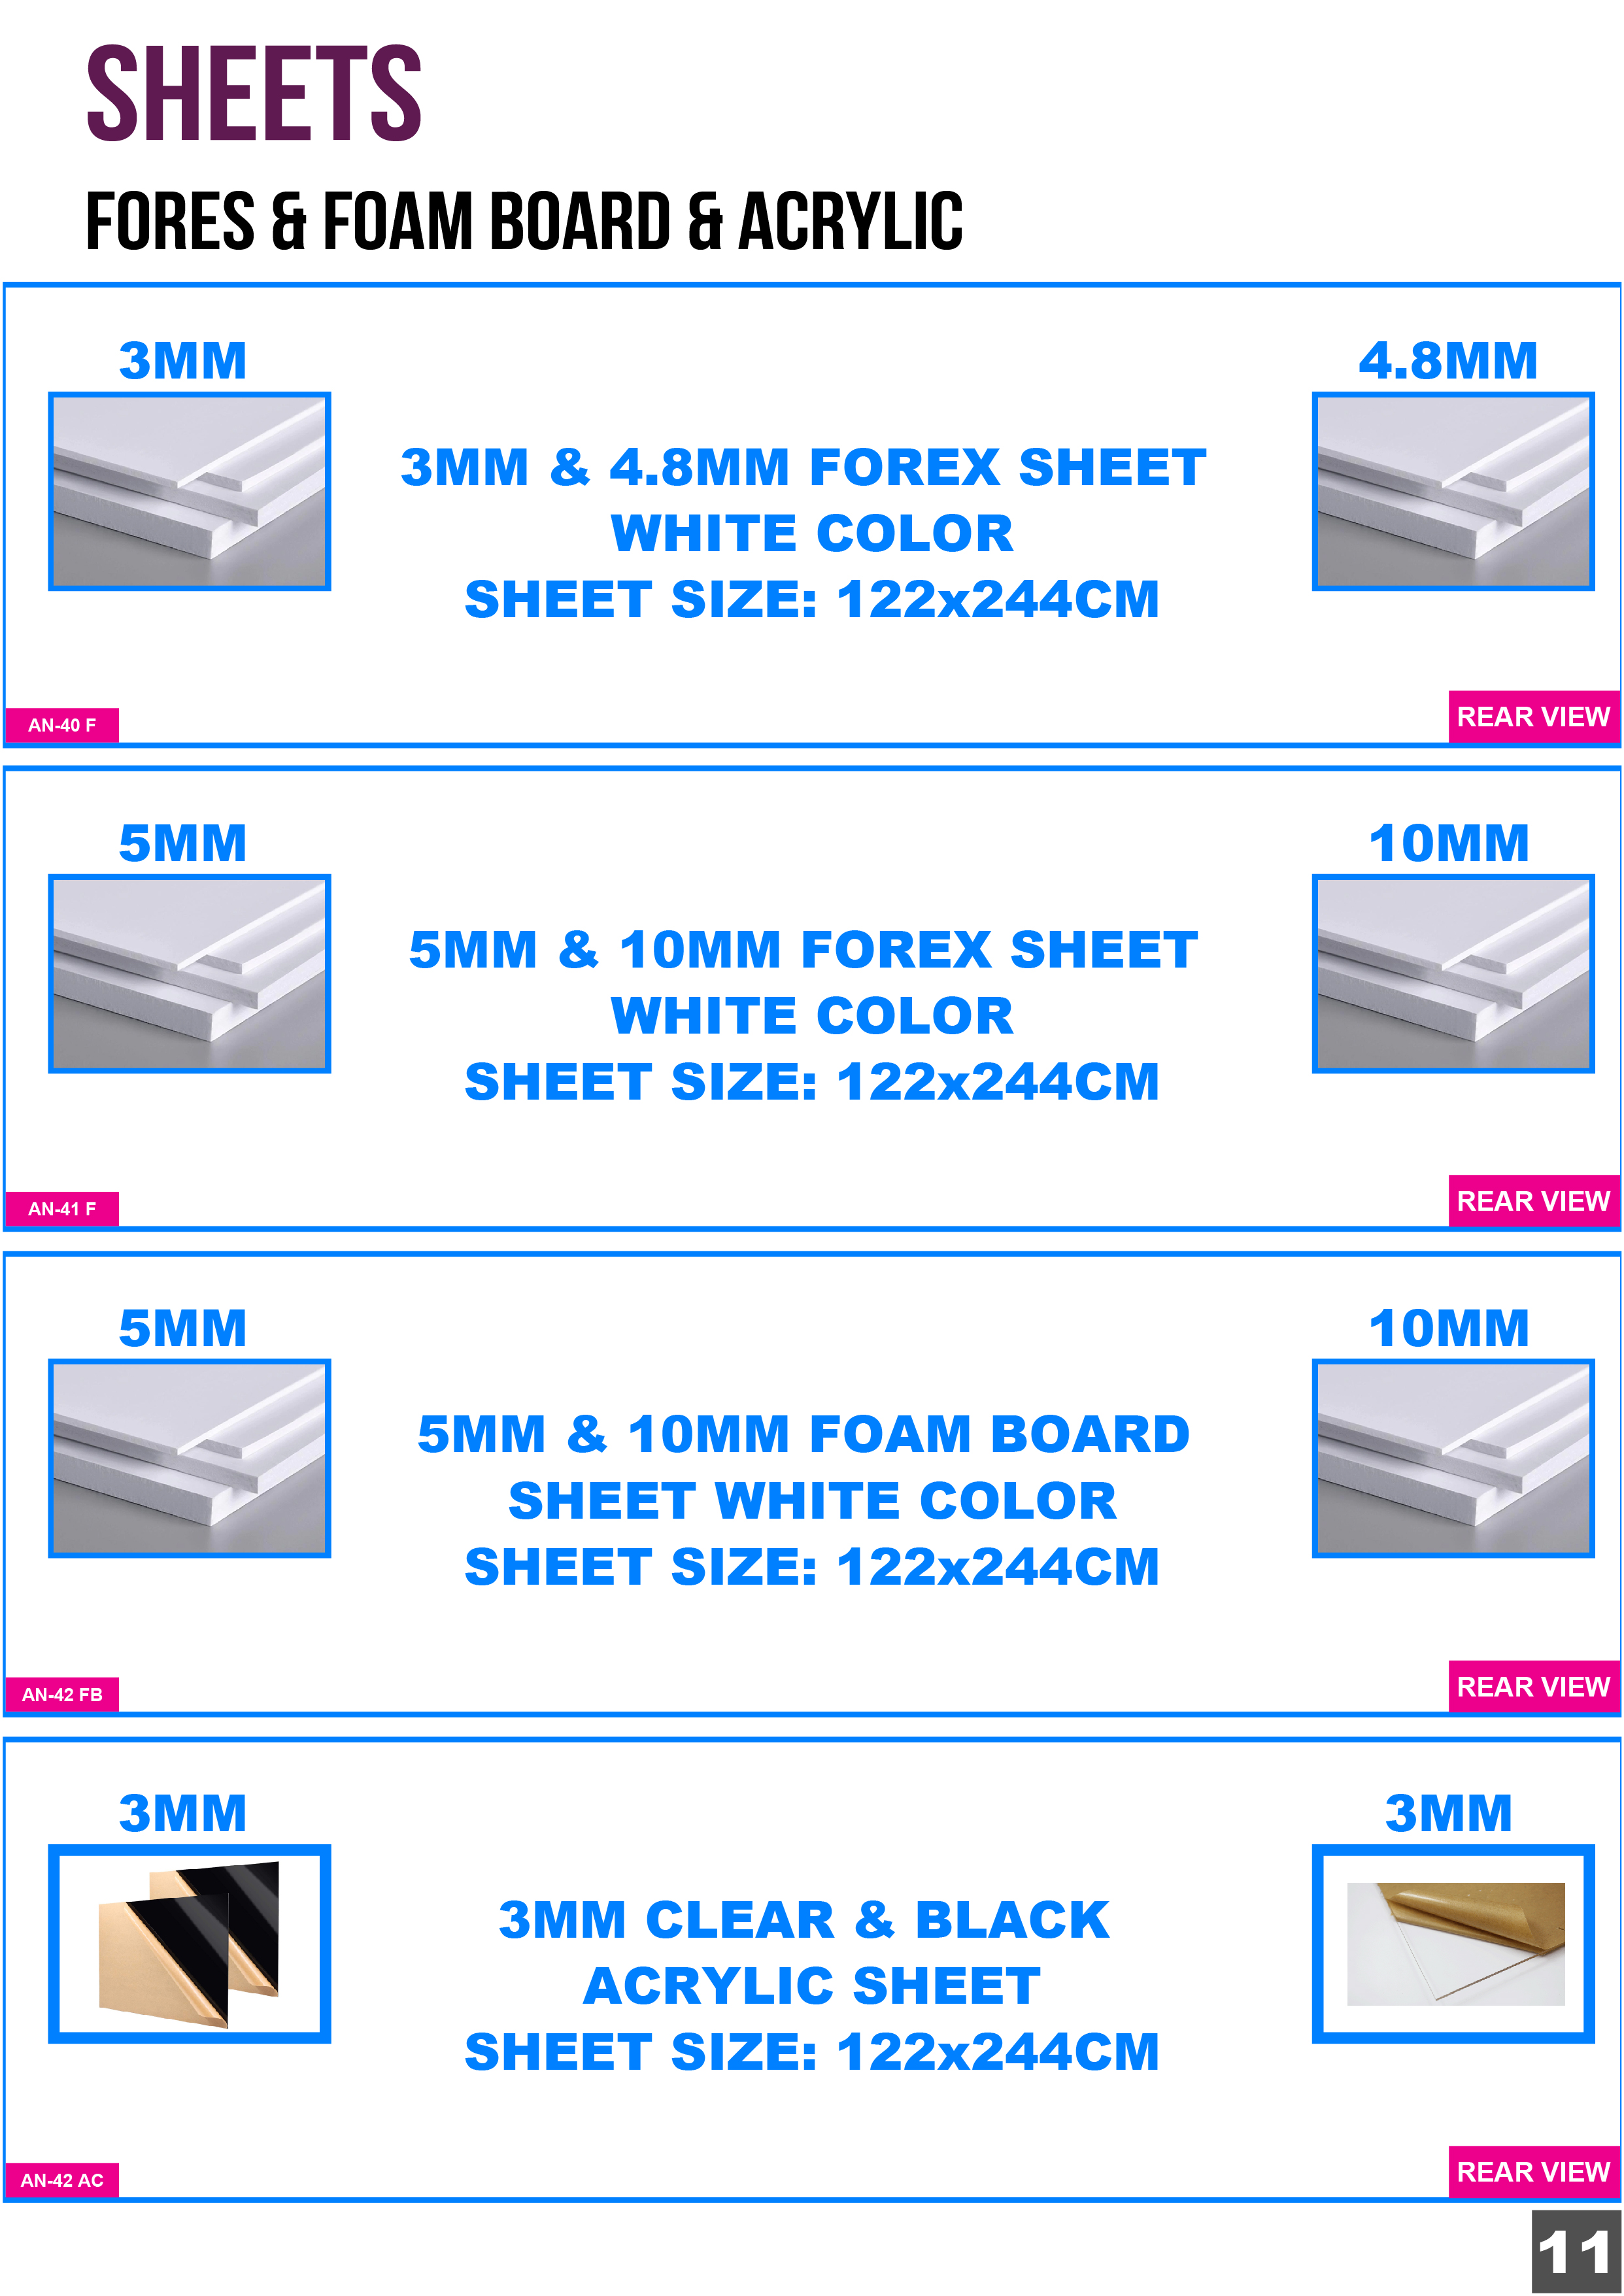 SHEETS
FORES & FOAM BOARD & ACRYLIC
3MM
4.8MM
3MM & 4.8MM FOREX SHEET
WHITE COLOR
SHEET SIZE: 122x244CM
AN-40 F
REAR VIEW
5MM
10MM
5MM & 10MM FOREX SHEET
WHITE COLOR
SHEET SIZE: 122x244CM
AN-41 F
REAR VIEW
5MM
10MM
5MM & 10MM FOAM BOARD
SHEET WHITE COLOR
SHEET SIZE: 122x244CM
AN-42 FB
REAR VIEW
3MM
3MM
3MM CLEAR & BLACK
ACRYLIC SHEET
SHEET SIZE: 122x244CM
AN-42 AC
REAR VIEW
11